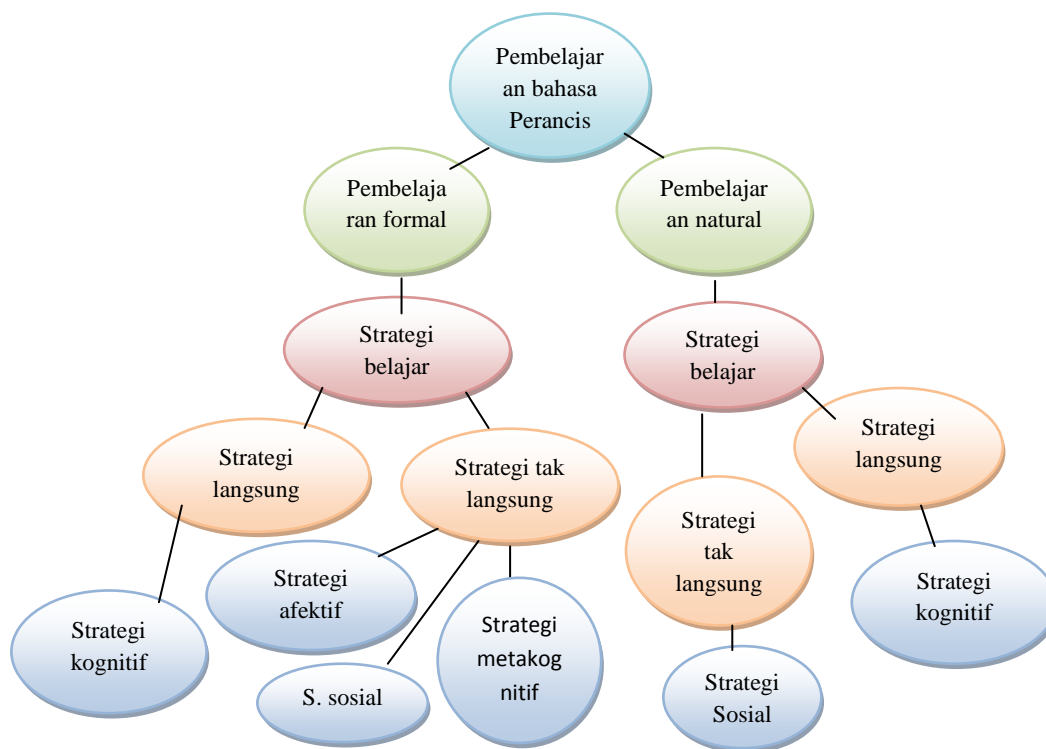 Pembelajar
an bahasa
Perancis
Pembelaja
ran formal
Pembelajar
an natural
Strategi
belajar
Strategi
belajar
Strategi
langsung
Strategi tak
langsung
Strategi
tak
langsung
Strategi
langsung
Strategi
kognitif
Strategi
afektif
S. sosial
Strategi
metakog
nitif
Strategi
Sosial
Strategi
kognitif